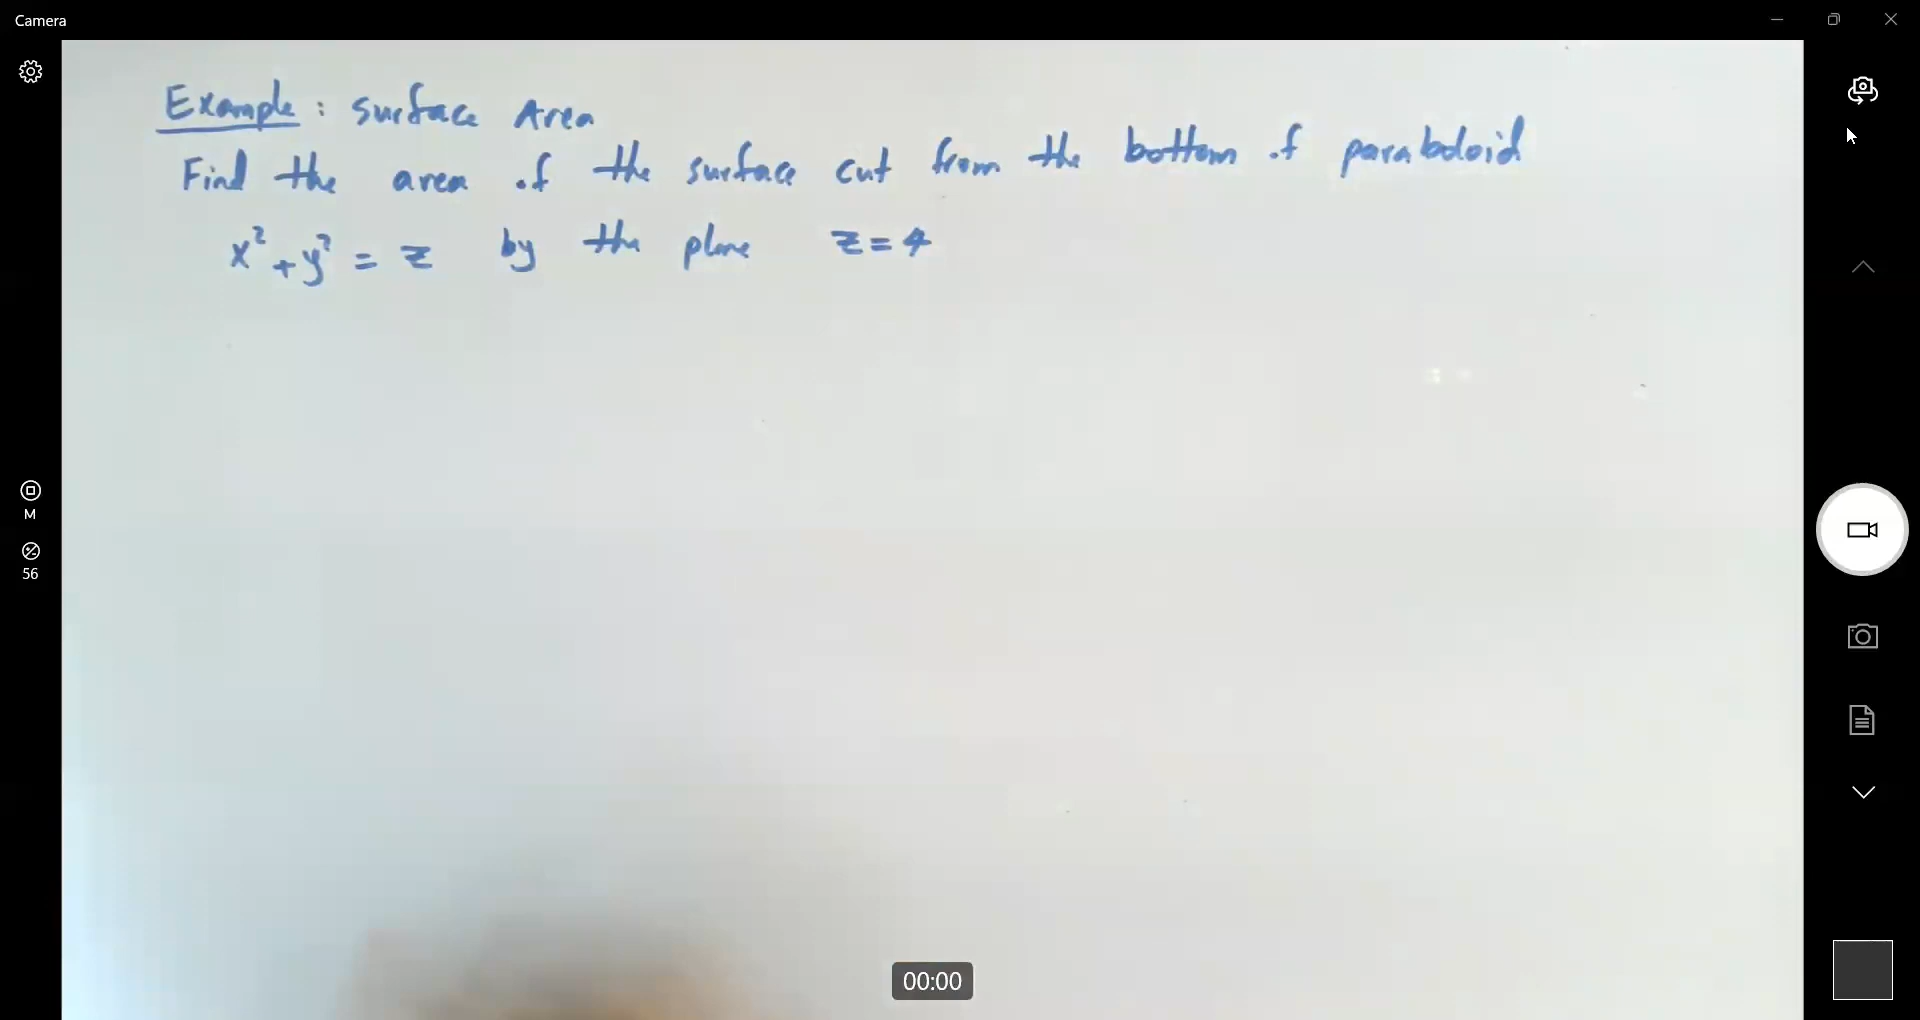 Camera
Example: Surface Area
Find the area of the surface cut from the bottom of paraboloid
x² + y² = z by the plane z = 4
M
56
00:00